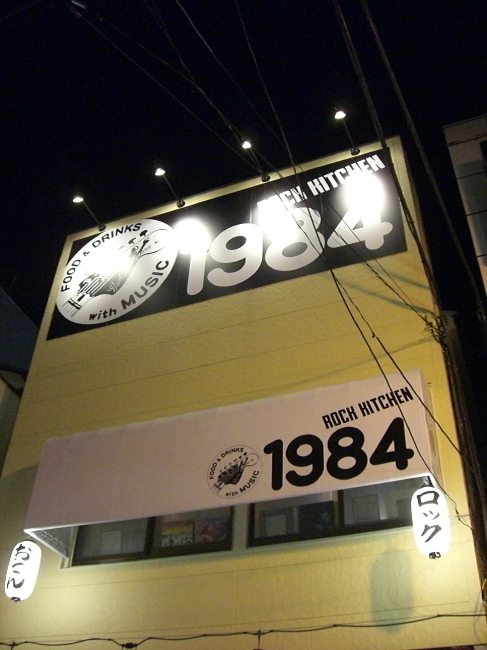 ROCK KITCHEN
1984
FOOD & DRINKS
with MUSIC
ROCK KITCHEN
1984
FOOD & DRINKS
with MUSIC
ロック
おこん